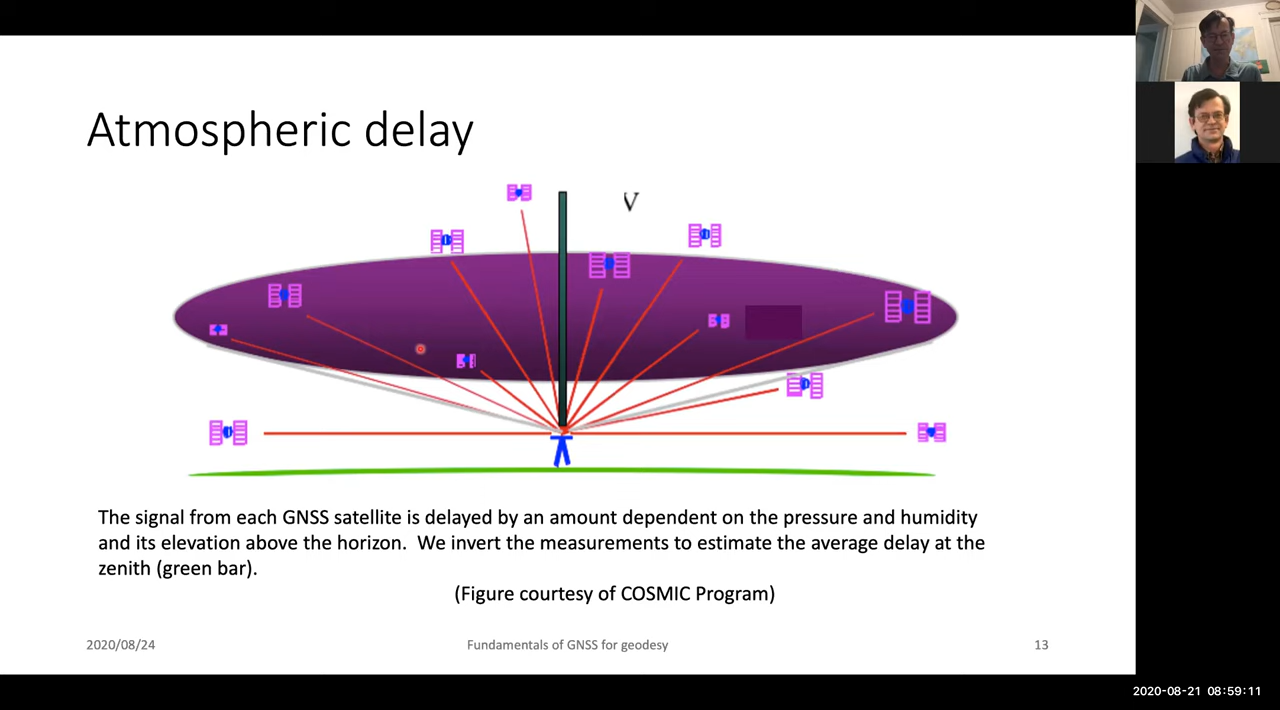 Atmospheric delay
V
The signal from each GNSS satellite is delayed by an amount dependent on the pressure and humidity
and its elevation above the horizon.  We invert the measurements to estimate the average delay at the
zenith (green bar).
(Figure courtesy of COSMIC Program)
2020/08/24
Fundamentals of GNSS for geodesy
13
2020-08-21 08:59:11